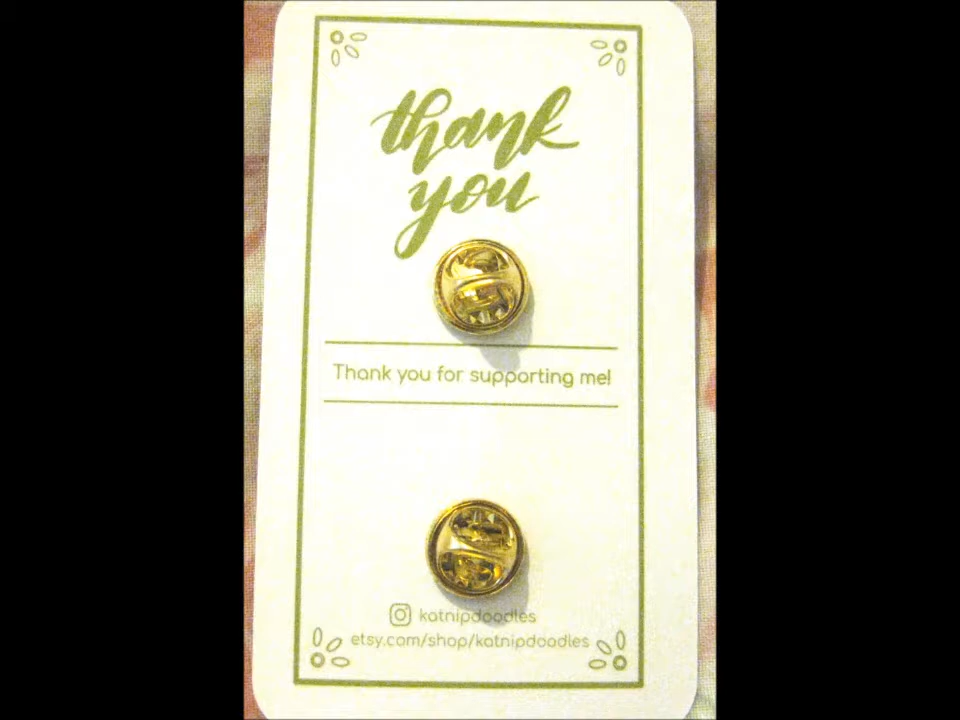 thank
you
Thank you for supporting me!
katnipdoodles
etsy.com/shop/katnipdoodles